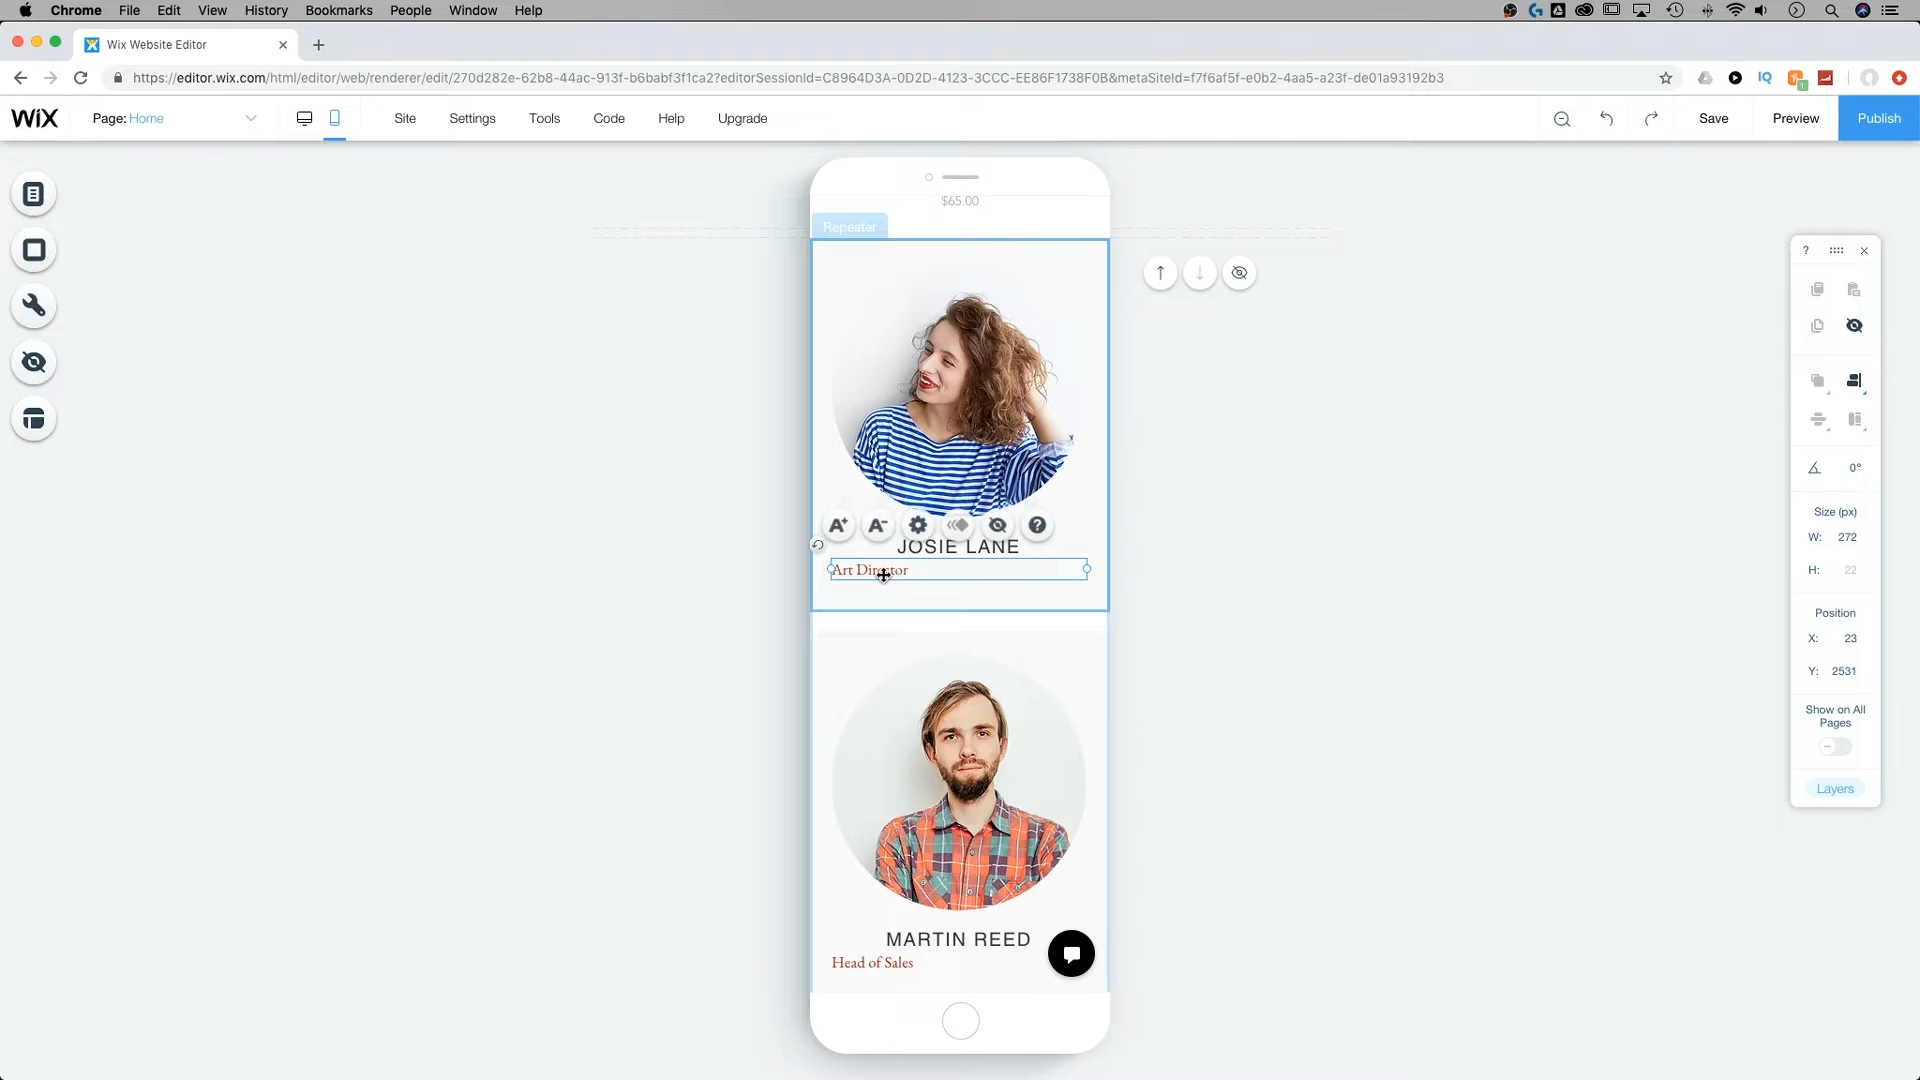 Chrome File Edit View History Bookmarks People Window Help
Wix Website Editor
https://editor.wix.com/html/editor/web/renderer/edit/270d282e-62b8-44ac-913f-b6babf3f1ca2?editorSessionId=C8964D3A-0D2D-4123-3CCC-EE86F1738F0B&metaSiteId=f7f6af5f-e0b2-4aa5-a23f-de01a93192b3
IQ
1
WiX Page: Home Site Settings Tools Code Help Upgrade Save Preview Publish
$65.00
Repeater
A+ A-
JOSIE LANE
Art Director
MARTIN REED
Head of Sales
?
0°
Size (px)
W: 272
H: 22
Position
X: 23
Y: 2531
Show on All
Pages
Layers